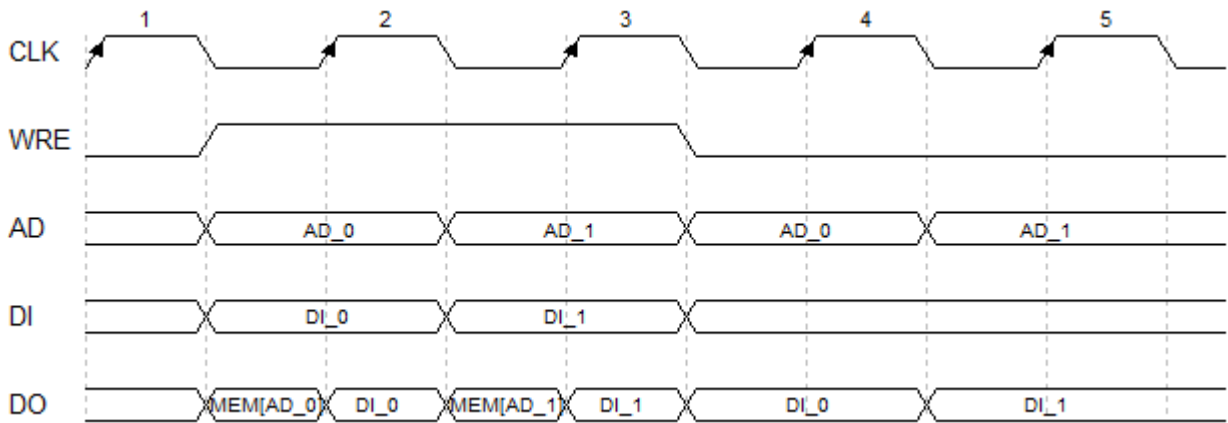 1 2 3 4 5
CLK
WRE
AD AD_0 AD_1 AD_0 AD_1
DI DI_0 DI_1
DO MEM[AD_0] DI_0 MEM[AD_1] DI_1 DI_0 DI_1